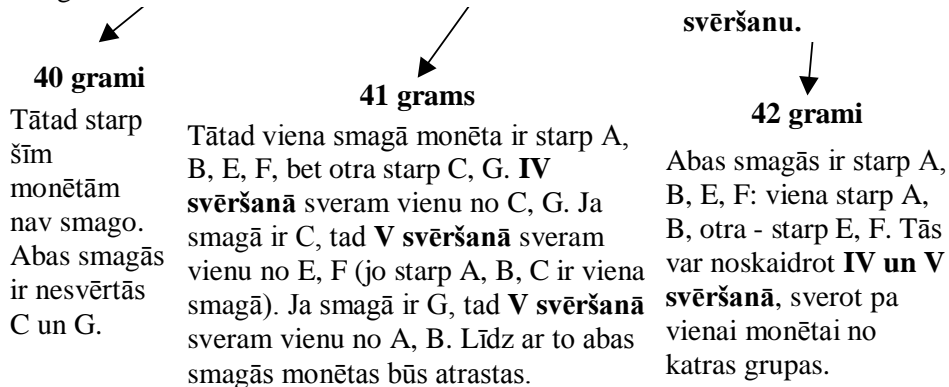 svēršanu.
40 grami
Tātad starp
šīm
monētām
nav smago.
Abas smagās
ir nesvērtās
C un G.
41 grams
Tātad viena smagā monēta ir starp A,
B, E, F, bet otra starp C, G. IV
svēršanā sveram vienu no C, G. Ja
smagā ir C, tad V svēršanā sveram
vienu no E, F (jo starp A, B, C ir viena
smagā). Ja smagā ir G, tad V svēršanā
sveram vienu no A, B. Līdz ar to abas
smagās monētas būs atrastas.
42 grami
Abas smagās ir starp A,
B, E, F: viena starp A,
B, otra - starp E, F. Tās
var noskaidrot IV un V
svēršanā, sverot pa
vienai monētai no
katras grupas.